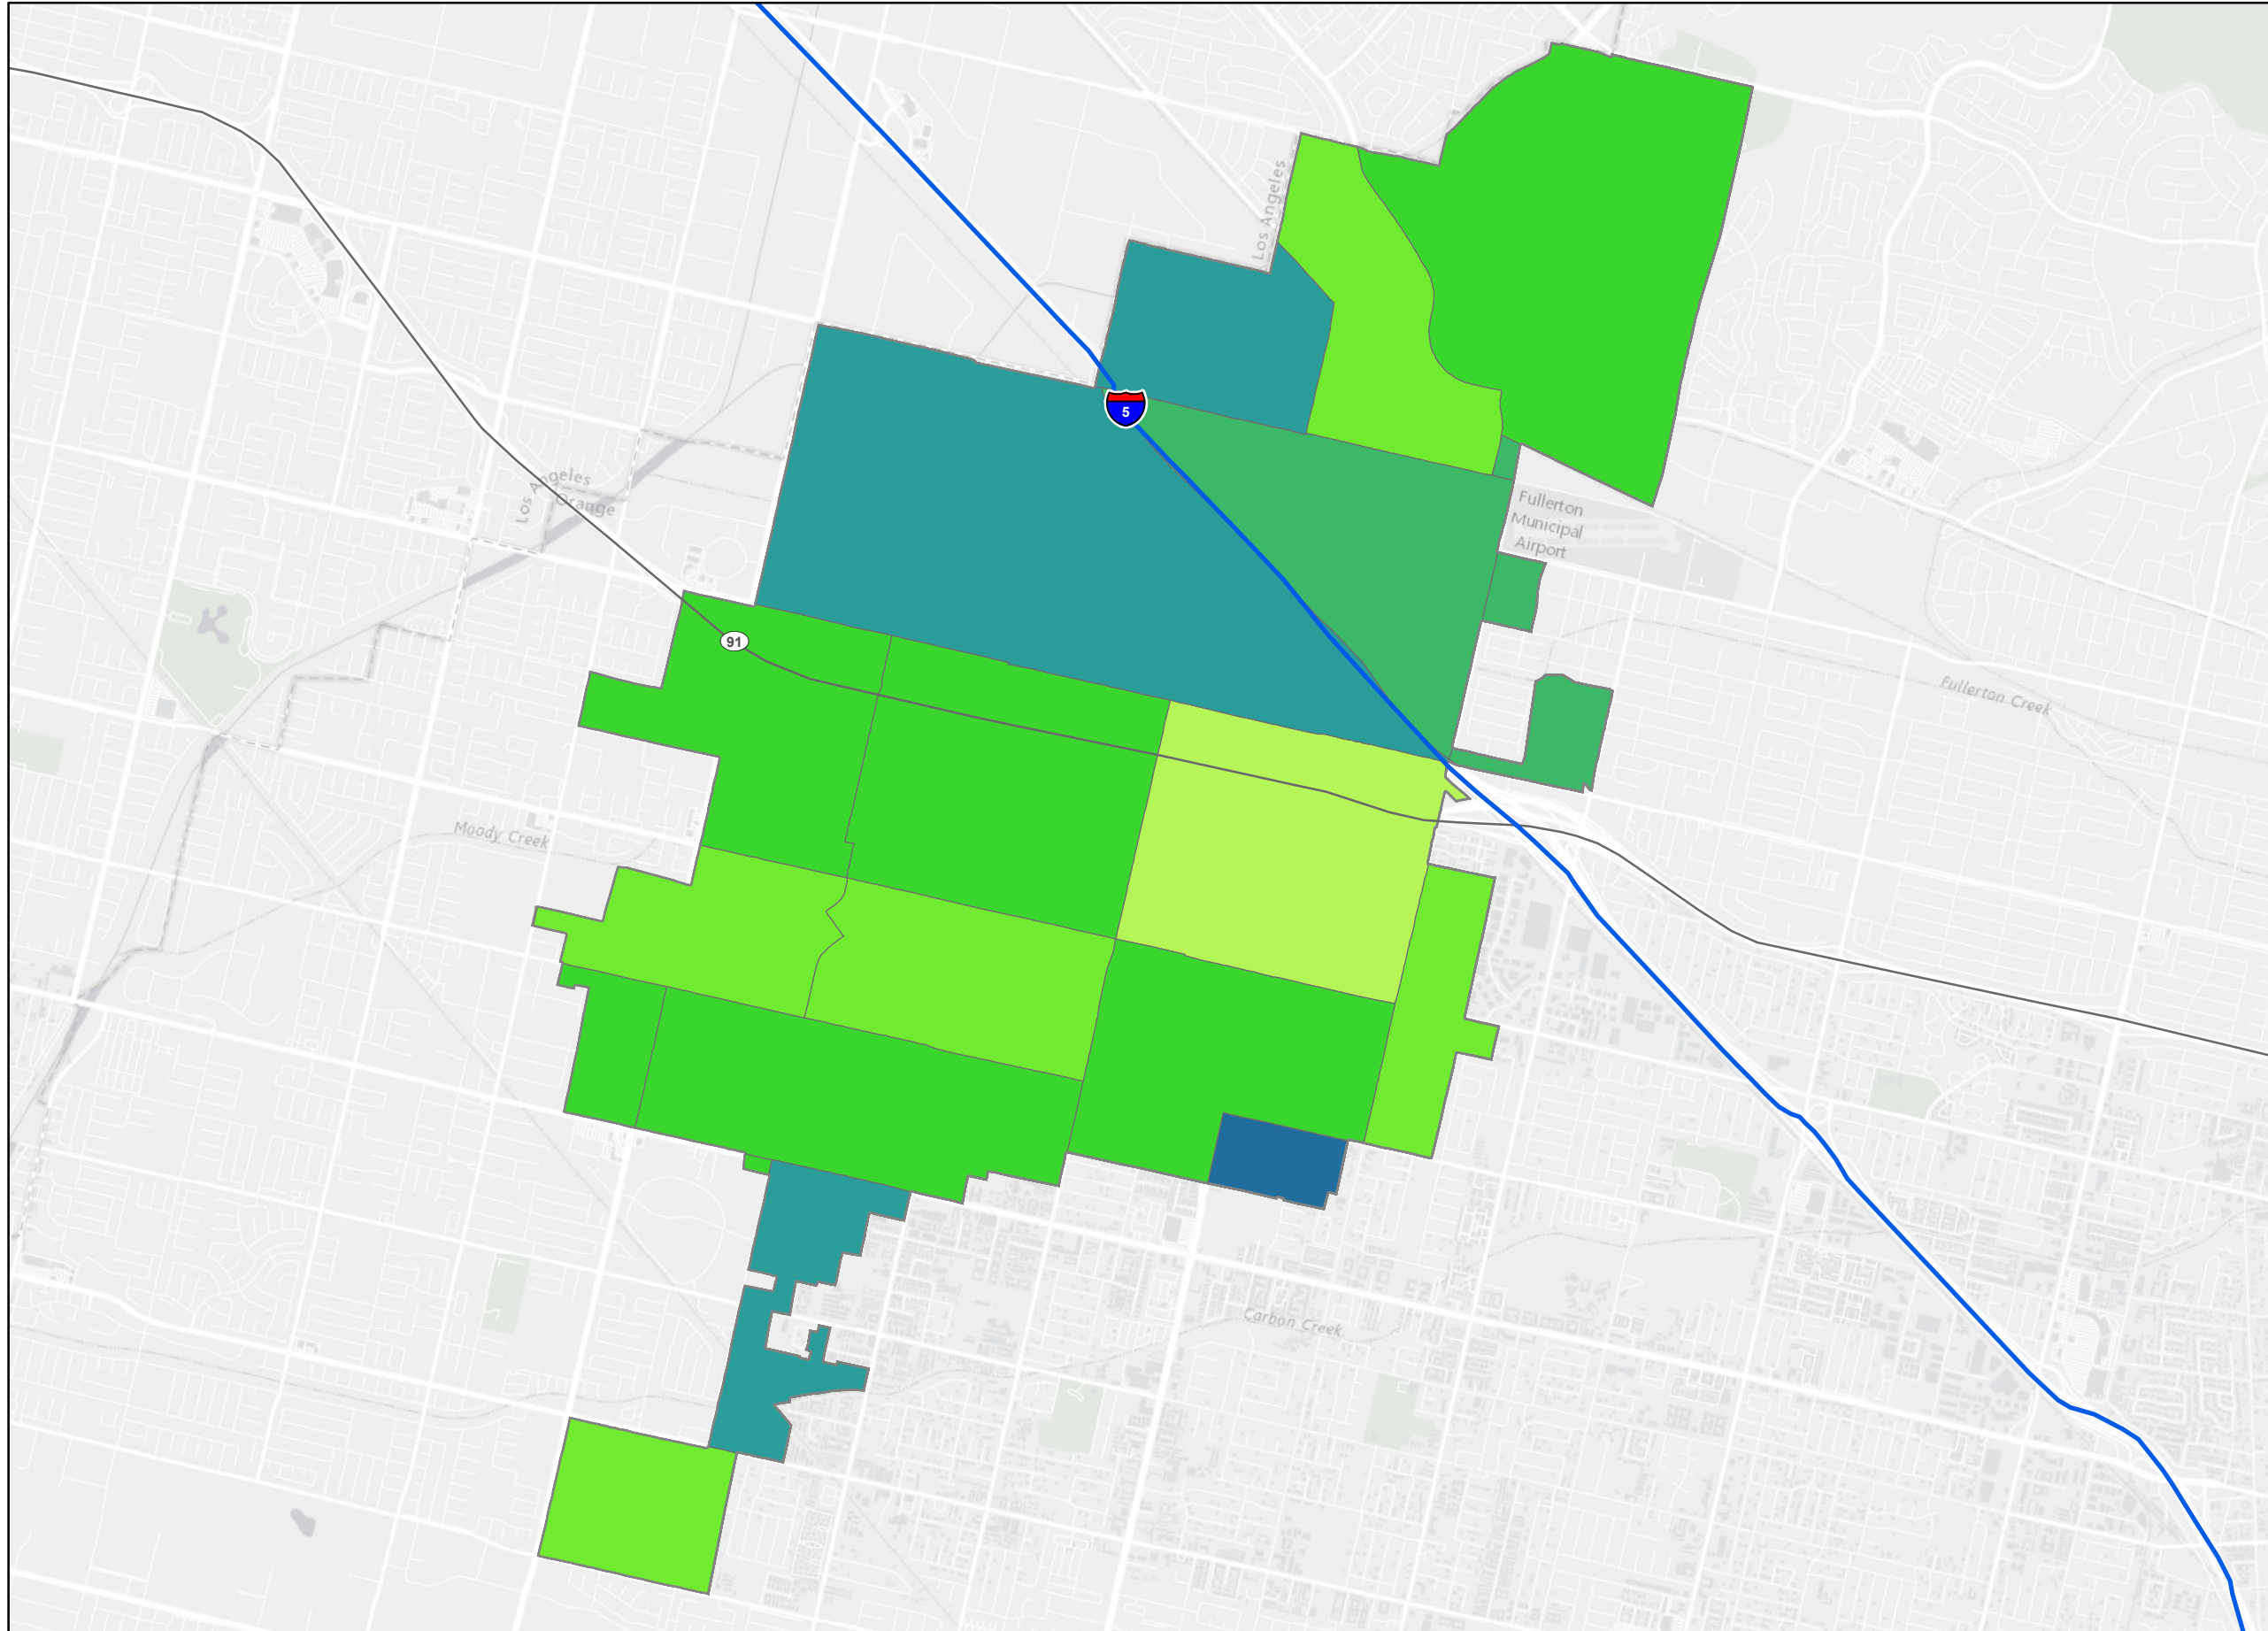 Los Angeles
5
Los Angeles
Orange
Fullerton
Municipal
Airport
91
Fullerton Creek
Moody Creek
Carbon Creek